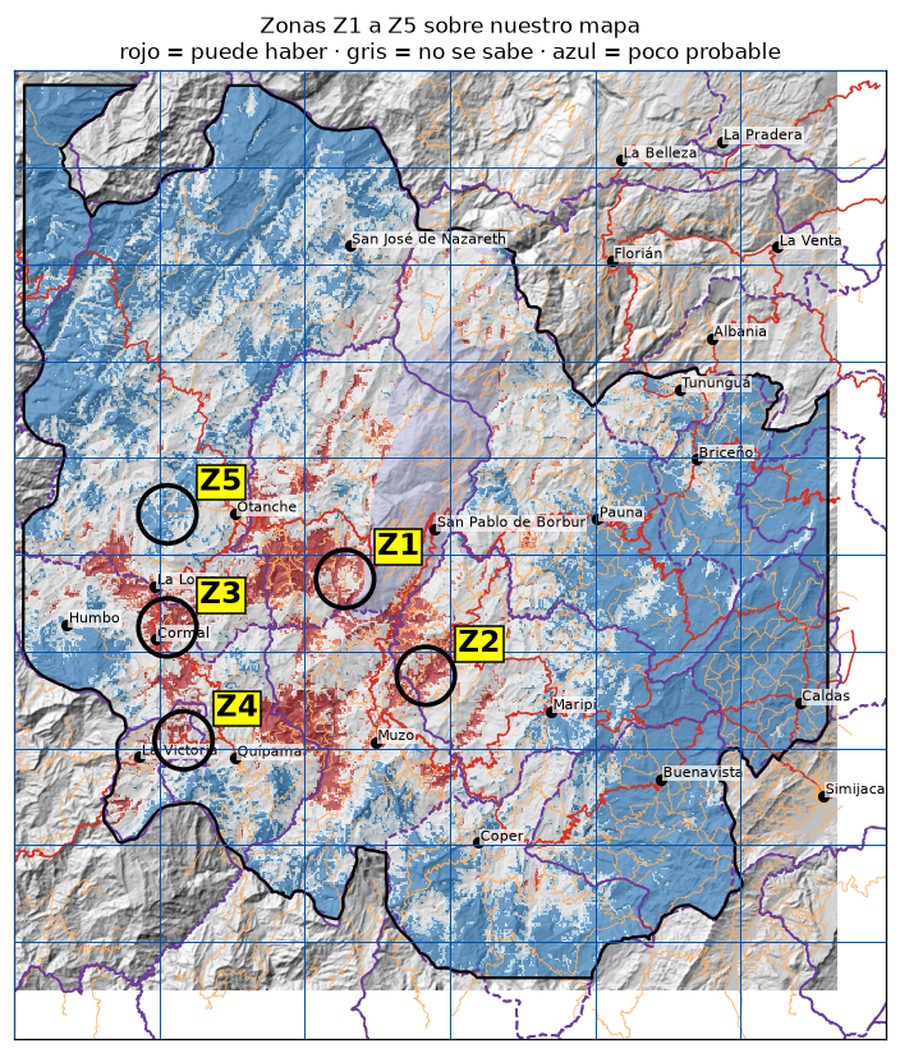 Zonas Z1 a Z5 sobre nuestro mapa
rojo = puede haber · gris = no se sabe · azul = poco probable
La Pradera
La Belleza
San José de Nazareth
La Venta
Florián
Albania
Tununguá
Briceño
Z5
Otanche
San Pablo de Borbur
Pauna
Z1
La Lo
Z3
Humbo
Cormal
Z2
Z4
Caldas
Maripí
Muzo
La Victoria
Quípama
Buenavista
Simijaca
Coper